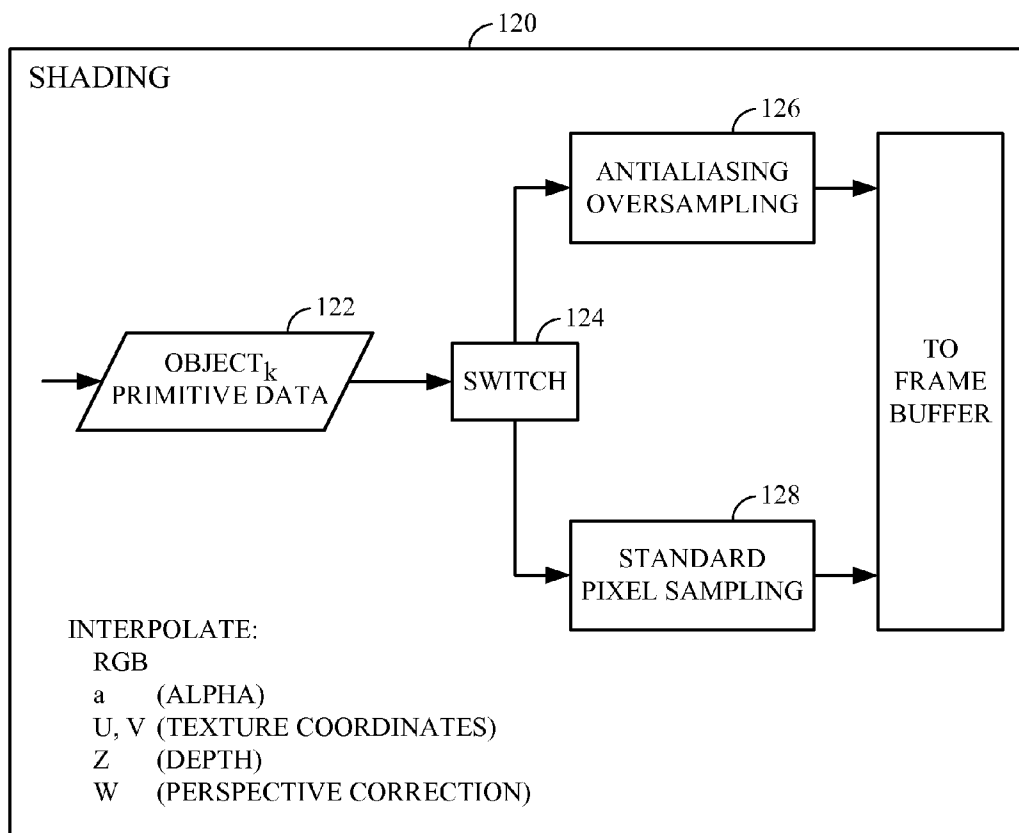 120
SHADING
126
ANTIALIASING
OVERSAMPLING
122
OBJECTk
PRIMITIVE DATA
124
SWITCH
TO
FRAME
BUFFER
128
STANDARD
PIXEL SAMPLING
INTERPOLATE:
RGB
a (ALPHA)
U, V (TEXTURE COORDINATES)
Z (DEPTH)
W (PERSPECTIVE CORRECTION)